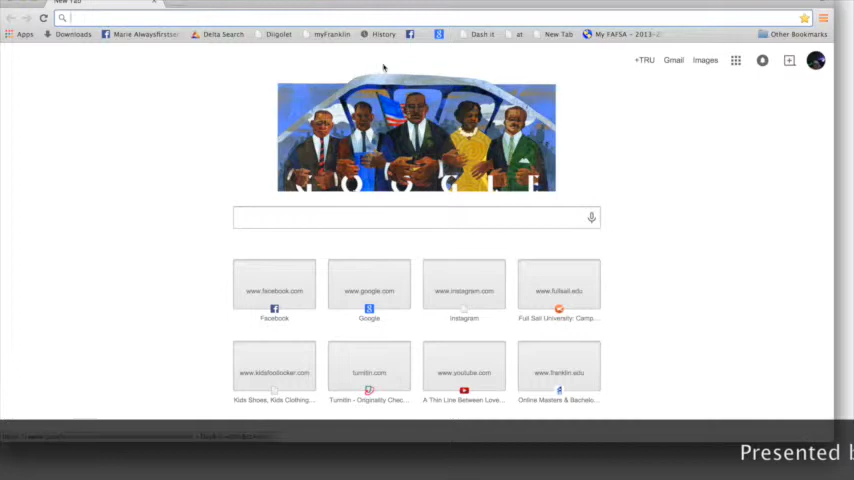 New Tab
Apps Downloads Marie Alwaysfirst Delta Search Diigolet myFranklin History Dash it at New Tab My FAFSA - 2013-2 Other Bookmarks
+TRU Gmail Images
GOOGLE
www.facebook.com www.google.com www.instagram.com www.fullsail.edu
Facebook Google Instagram Full Sail University: Camp...
www.kidsfootlocker.com turnitin.com www.youtube.com www.franklin.edu
Kids Shoes, Kids Clothing,... Turnitin - Originality Chec... A Thin Line Between Love... Online Masters & Bachelo...
Presented b